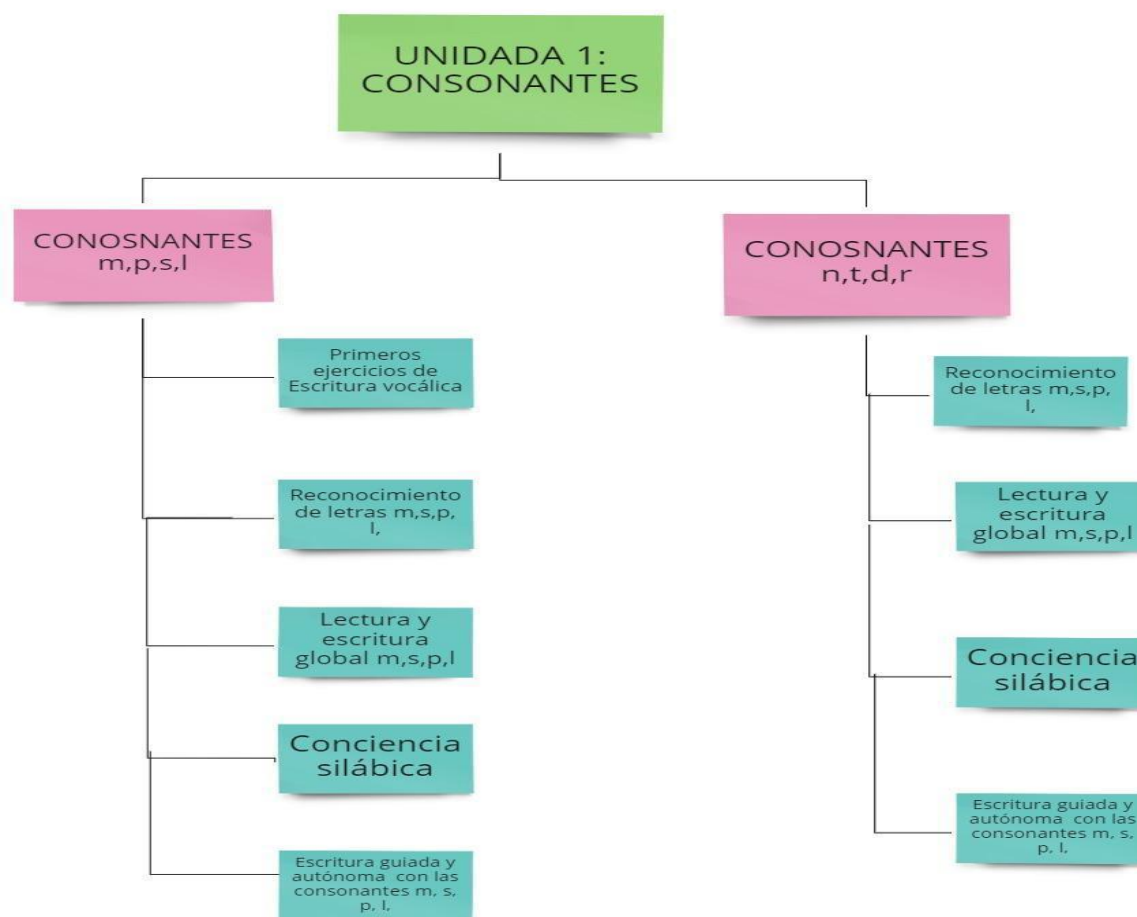 UNIDADA 1:
CONSONANTES
CONOSNANTES
m,p,s,l
Primeros
ejercicios de
Escritura vocálica
Reconocimiento
de letras m,s,p,
l,
Lectura y
escritura
global m,s,p,l
Conciencia
silábica
Escritura guiada y
autónoma con las
consonantes m, s,
p, l,
CONOSNANTES
n,t,d,r
Reconocimiento
de letras m,s,p,
l,
Lectura y
escritura
global m,s,p,l
Conciencia
silábica
Escritura guiada y
autónoma con las
consonantes m, s,
p, l,